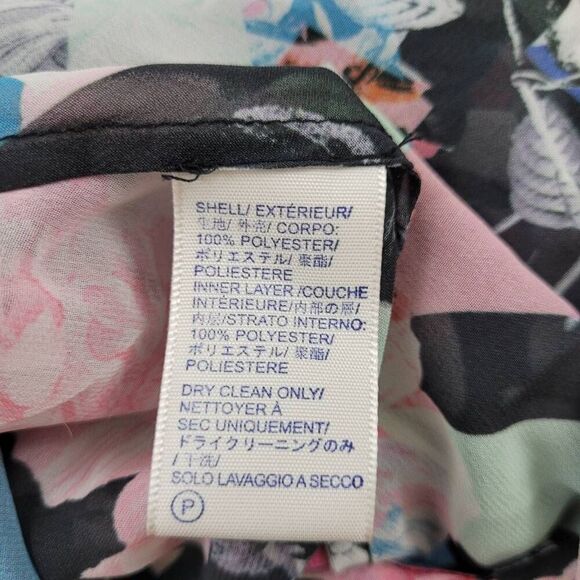 SHELL/ EXTÉRIEUR/
生地/ 外壳/ CORPO:
100% POLYESTER/
ポリエステル/ 聚酯/
POLIESTERE
INNER LAYER /COUCHE
INTÉRIEURE/内部の層/
内层/STRATO INTERNO:
100% POLYESTER/
ポリエステル/ 聚酯/
POLIESTERE
DRY CLEAN ONLY/
NETTOYER À
SEC UNIQUEMENT/
ドライクリーニングのみ
/ 干洗/
SOLO LAVAGGIO A SECCO
P